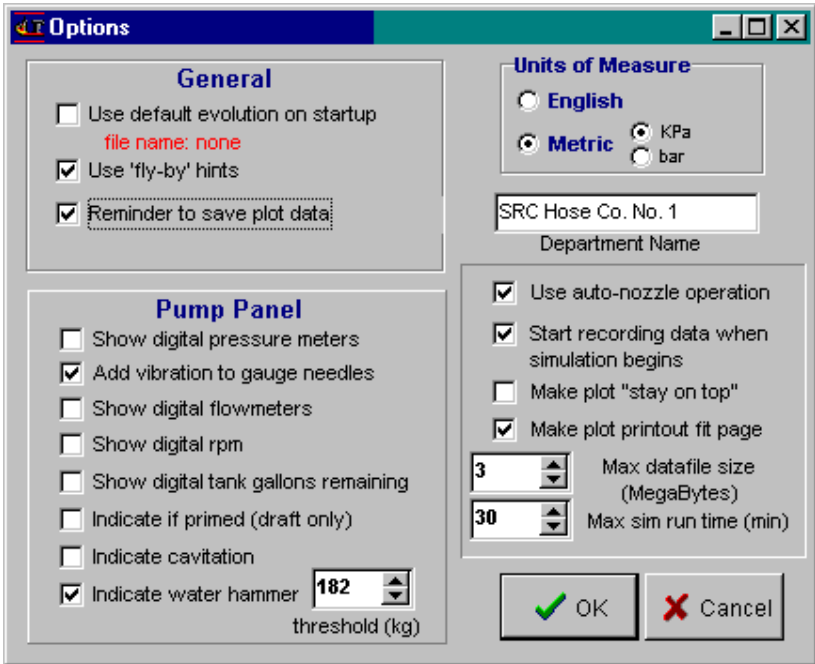 Options
General
Use default evolution on startup
file name: none
Use 'fly-by' hints
Reminder to save plot data
Units of Measure
English
Metric
KPa
bar
SRC Hose Co. No. 1
Department Name
Pump Panel
Show digital pressure meters
Add vibration to gauge needles
Show digital flowmeters
Show digital rpm
Show digital tank gallons remaining
Indicate if primed (draft only)
Indicate cavitation
Indicate water hammer 182
threshold (kg)
Use auto-nozzle operation
Start recording data when
simulation begins
Make plot "stay on top"
Make plot printout fit page
3 Max datafile size
(MegaBytes)
30 Max sim run time (min)
OK
Cancel